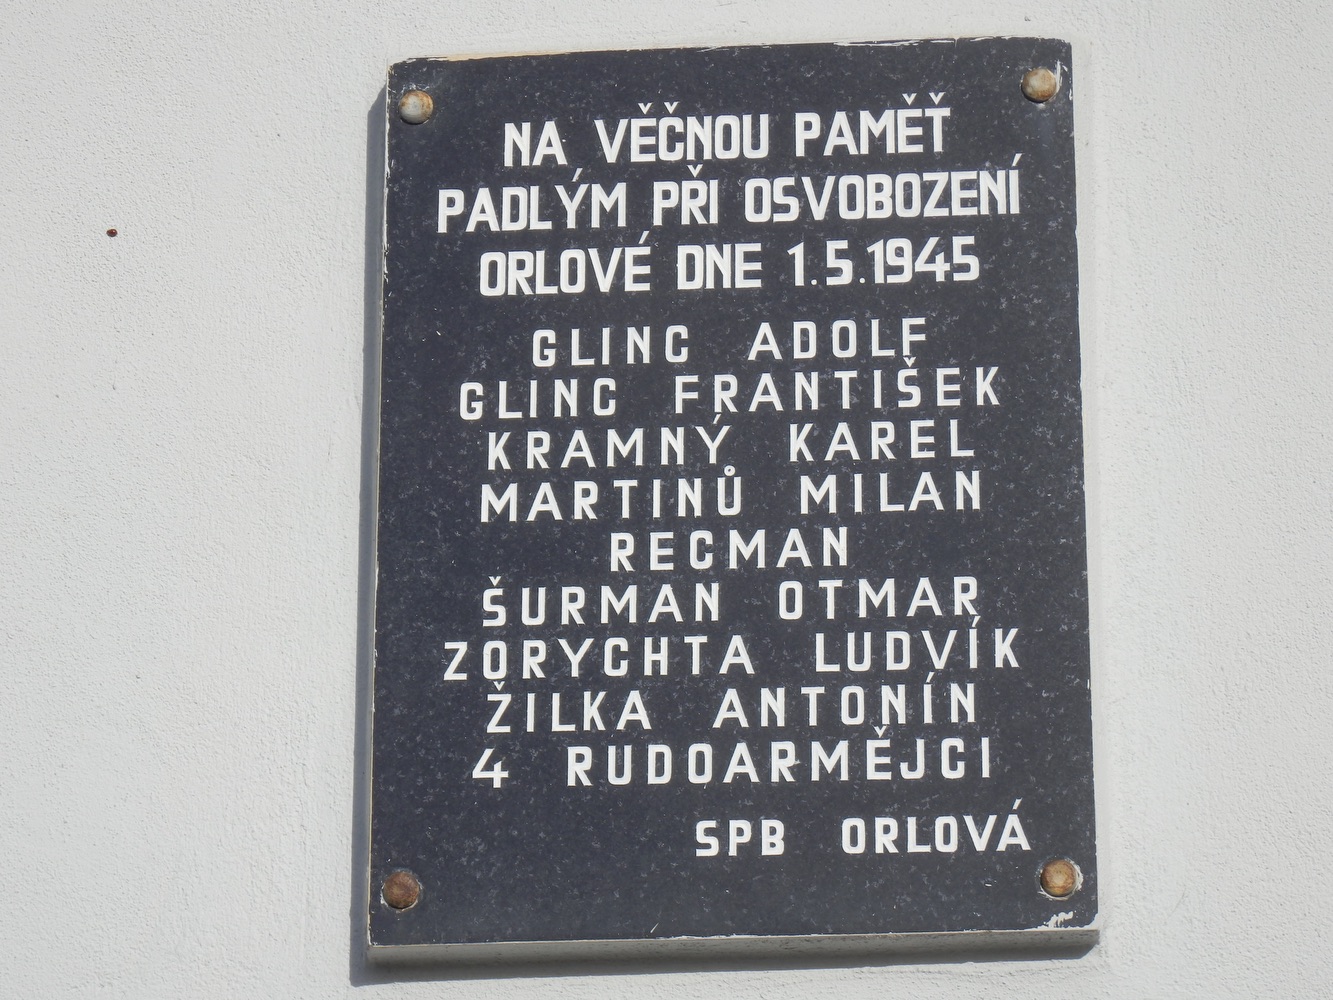 NA VĚČNOU PAMĚŤ
PADLÝM PŘI OSVOBOZENÍ
ORLOVÉ DNE 1.5.1945
GLINC ADOLF
GLINC FRANTIŠEK
KRAMNÝ KAREL
MARTINŮ MILAN
RECMAN
ŠURMAN OTMAR
ZORYCHTA LUDVÍK
ŽILKA ANTONÍN
4 RUDOARMĚJCI
SPB ORLOVÁ